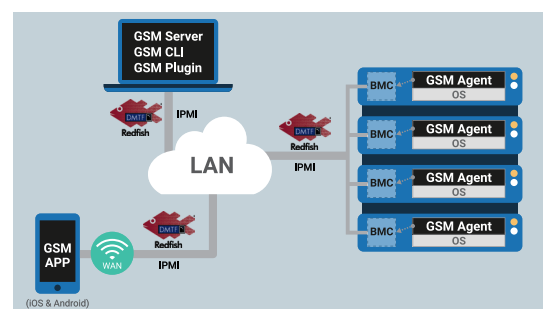 GSM Server
GSM CLI
GSM Plugin
DMTF
Redfish
IPMI
LAN
DMTF
Redfish
IPMI
BMC
GSM Agent
OS
BMC
GSM Agent
OS
BMC
GSM Agent
OS
BMC
GSM Agent
OS
GSM
APP
WAN
DMTF
Redfish
IPMI
(iOS & Android)